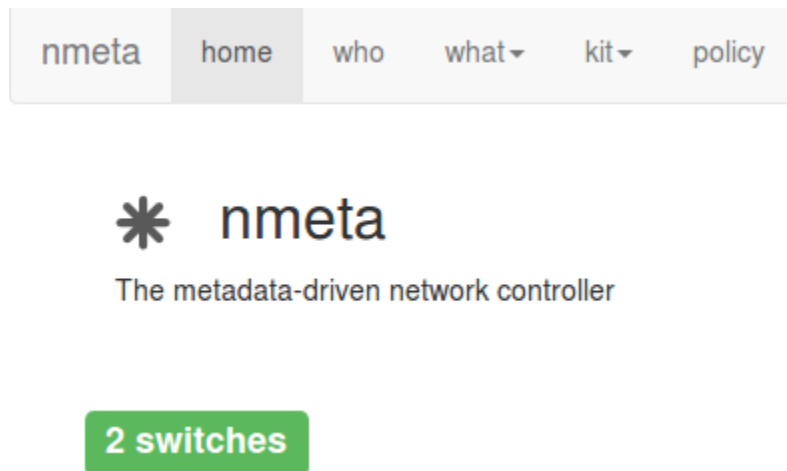 nmeta home who what kit policy
nmeta
The metadata-driven network controller
2 switches